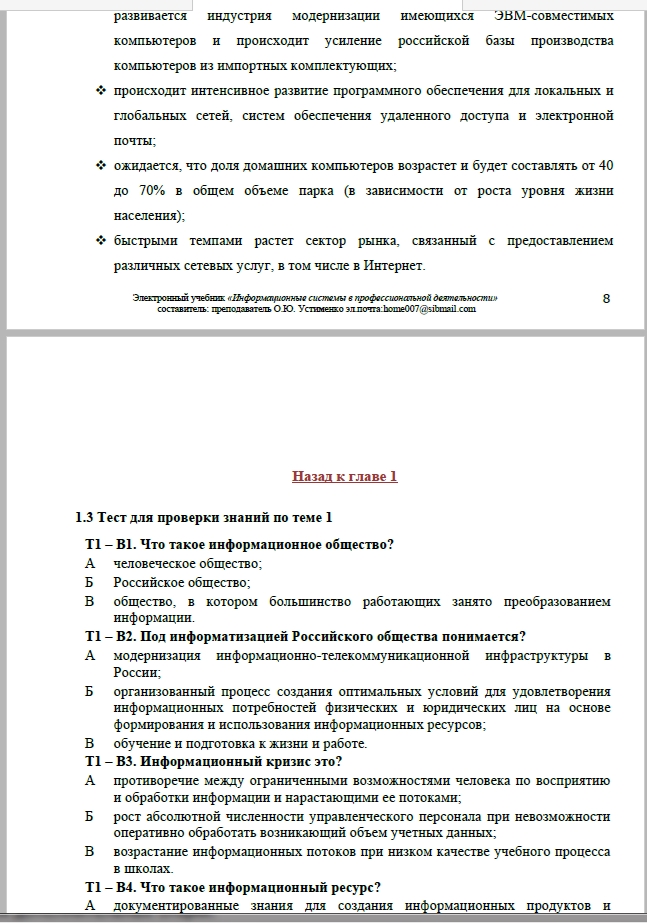 развивается индустрия модернизации имеющихся ЭВМ-совместимых
компьютеров и происходит усиление российской базы производства
компьютеров из импортных комплектующих;
❖ происходит интенсивное развитие программного обеспечения для локальных и
глобальных сетей, систем обеспечения удаленного доступа и электронной
почты;
❖ ожидается, что доля домашних компьютеров возрастет и будет составлять от 40
до 70% в общем объеме парка (в зависимости от роста уровня жизни
населения);
❖ быстрыми темпами растет сектор рынка, связанный с предоставлением
различных сетевых услуг, в том числе в Интернет.
Электронный учебник «Информационные системы в профессиональной деятельности»
составитель: преподаватель О.Ю. Устименко эл.почта:home007@sibmail.com
8
Назад к главе 1
1.3 Тест для проверки знаний по теме 1
Т1 – В1. Что такое информационное общество?
А человеческое общество;
Б Российское общество;
В общество, в котором большинство работающих занято преобразованием
информации.
Т1 – В2. Под информатизацией Российского общества понимается?
А модернизация информационно-телекоммуникационной инфраструктуры в
России;
Б организованный процесс создания оптимальных условий для удовлетворения
информационных потребностей физических и юридических лиц на основе
формирования и использования информационных ресурсов;
В обучение и подготовка к жизни и работе.
Т1 – В3. Информационный кризис это?
А противоречие между ограниченными возможностями человека по восприятию
и обработки информации и нарастающими ее потоками;
Б рост абсолютной численности управленческого персонала при невозможности
оперативно обработать возникающий объем учетных данных;
В возрастание информационных потоков при низком качестве учебного процесса
в школах.
Т1 – В4. Что такое информационный ресурс?
А документированные знания для создания информационных продуктов и